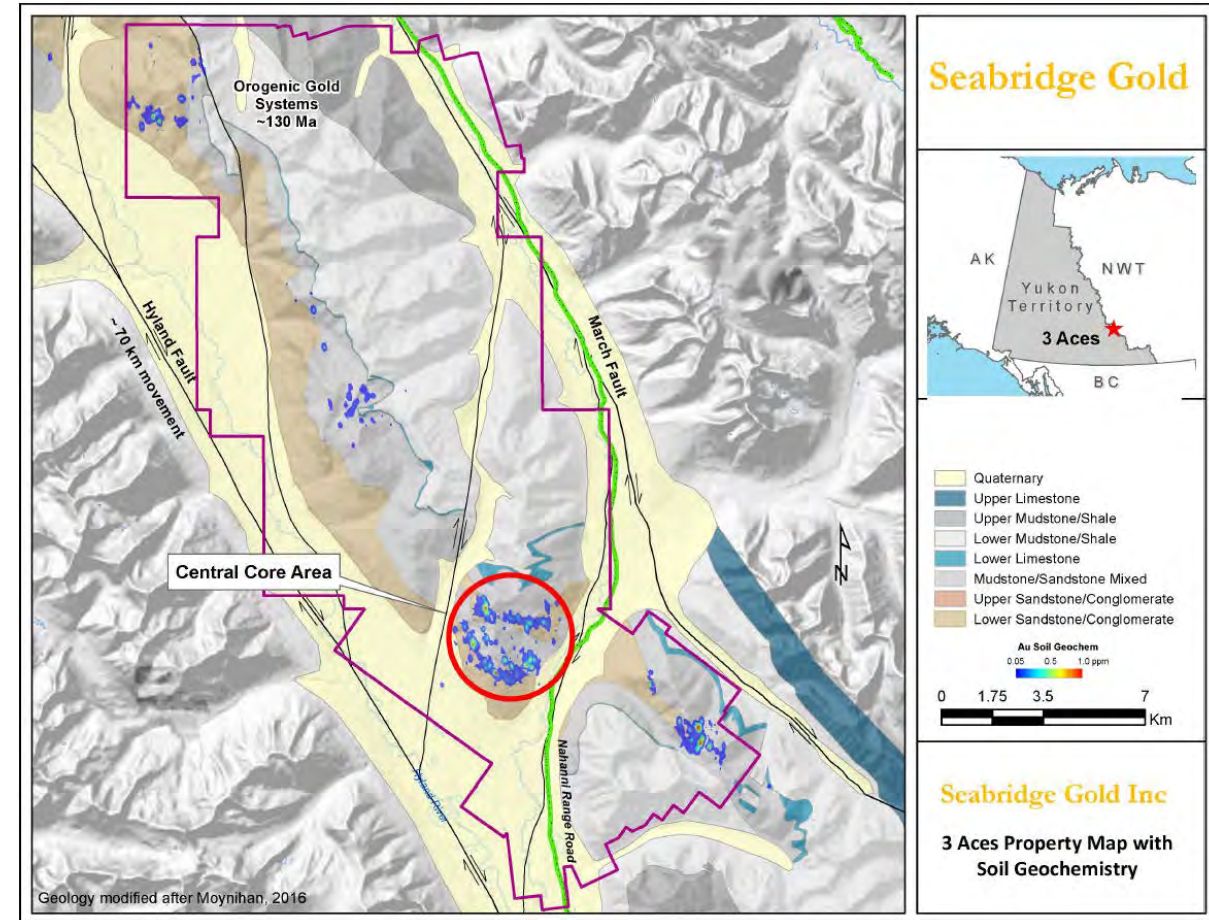 Orogenic Gold
Systems
~130 Ma
Hyland Fault
~ 70 km movement
March Fault
Central Core Area
N
Hyland River
Nahanni Range Road
Geology modified after Moynihan, 2016
Seabridge Gold
AK
NWT
Yukon
Territory
3 Aces
BC
Quaternary
Upper Limestone
Upper Mudstone/Shale
Lower Mudstone/Shale
Lower Limestone
Mudstone/Sandstone Mixed
Upper Sandstone/Conglomerate
Lower Sandstone/Conglomerate
Au Soil Geochem
0.05 0.5 1.0 ppm
0 1.75 3.5 7
Km
Seabridge Gold Inc
3 Aces Property Map with
Soil Geochemistry